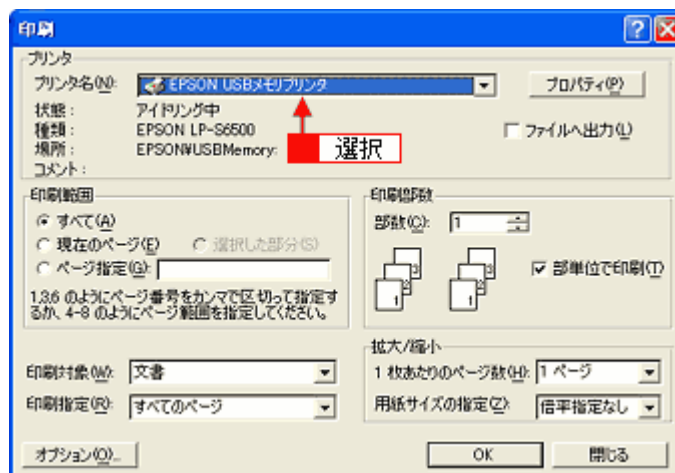 印刷
プリンタ
プリンタ名(N): EPSON USBメモリプリンタ プロパティ(P)
状態: アイドリング中
種類: EPSON LP-S6500 ファイルへ出力(L)
場所: EPSON¥USBMemory:
コメント:
選択
印刷範囲
すべて(A)
現在のページ(E) 選択した部分(S)
ページ指定(G):
1,3,6 のようにページ番号をカンマで区切って指定す
るか、4-8 のようにページ範囲を指定してください。
印刷部数
部数(C): 1
部単位で印刷(T)
印刷対象(W): 文書
印刷指定(R): すべてのページ
拡大/縮小
1 枚あたりのページ数(H): 1 ページ
用紙サイズの指定(Z): 倍率指定なし
オプション(O)... OK 閉じる